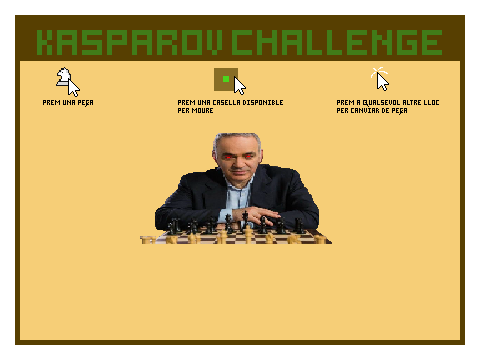 KASPAROV CHALLENGE
PREM UNA PEÇA
PREM UNA CASELLA DISPONIBLE
PER MOURE
PREM A QUALSEVOL ALTRE LLOC
PER CANVIAR DE PEÇA